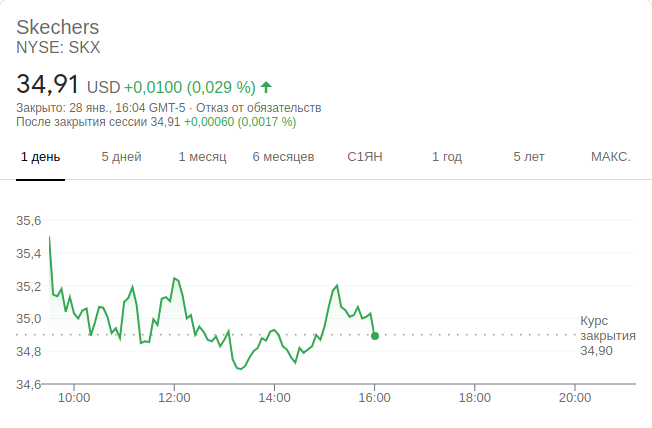 Skechers
NYSE: SKX
34,91 USD +0,0100 (0,029 %)
Закрыто: 28 янв., 16:04 GMT-5 · Отказ от обязательств
После закрытия сессии 34,91 +0,00060 (0,0017 %)
1 день 5 дней 1 месяц 6 месяцев С1ЯН 1 год 5 лет МАКС.
35,6
35,4
35,2
35,0
34,8
34,6
Курс
закрытия
34,90
10:00 12:00 14:00 16:00 18:00 20:00